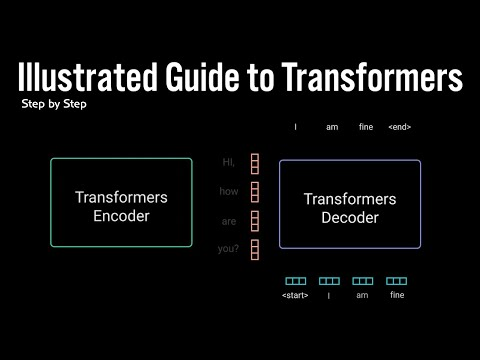 Illustrated Guide to Transformers
Step by Step
I am fine <end>
Transformers
Encoder
HI,
how
are
you?
Transformers
Decoder
<start> I am fine